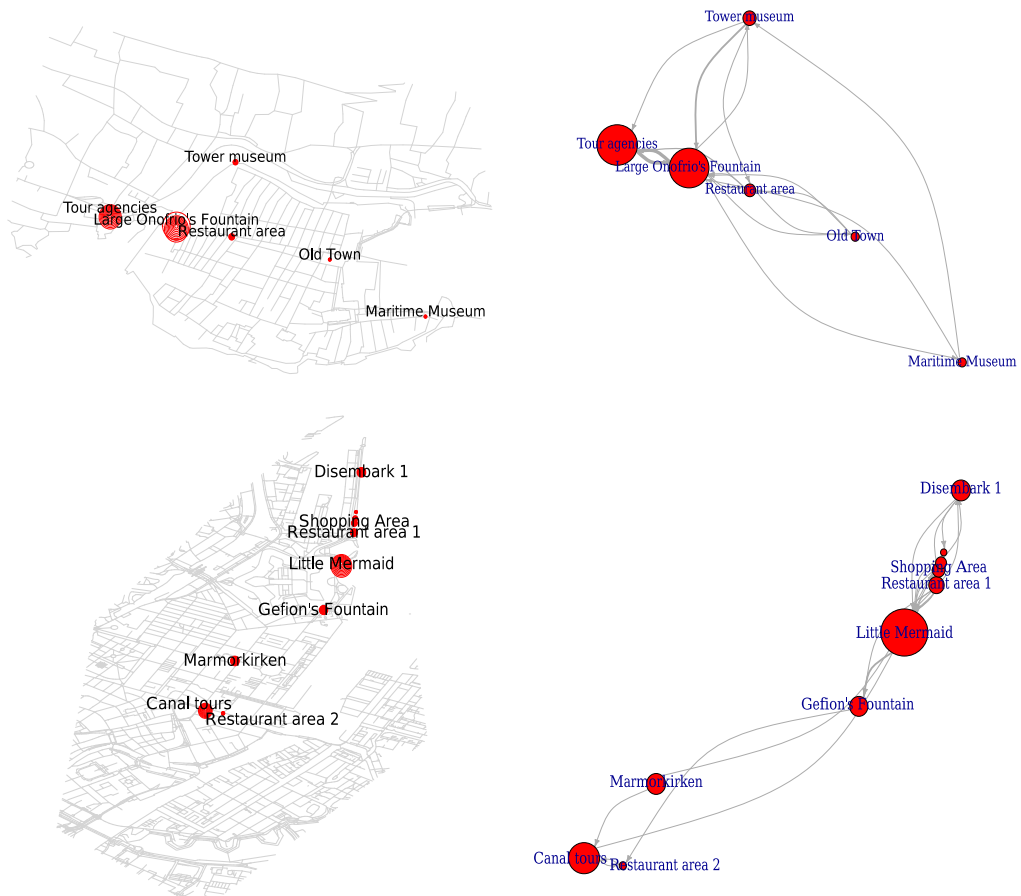 Tower museum
Tour agencies
Large Onofrio's Fountain
Restaurant area
Old Town
Maritime Museum
Tower museum
Tour agencies
Large Onofrio's Fountain
Restaurant area
Old Town
Maritime Museum
Disembark 1
Shopping Area
Restaurant area 1
Little Mermaid
Gefion's Fountain
Marmorkirken
Canal tours
Restaurant area 2
Disembark 1
Shopping Area
Restaurant area 1
Little Mermaid
Gefion's Fountain
Marmorkirken
Canal tours
Restaurant area 2